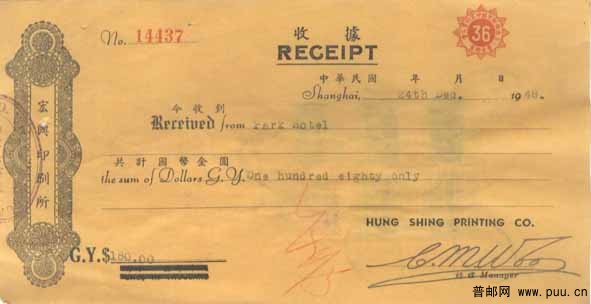 宏興印刷所
No. 14437
收據
RECEIPT
36
中華民國 年 月 日
Shanghai, 24th Dec. 1948.
今收到
Received from Park Hotel
共計國幣金圓
the sum of Dollars G.Y. One hundred eighty only
HUNG SHING PRINTING CO.
G.Y.$ 180.00
經理 Manager
普邮网 www.puu.cn